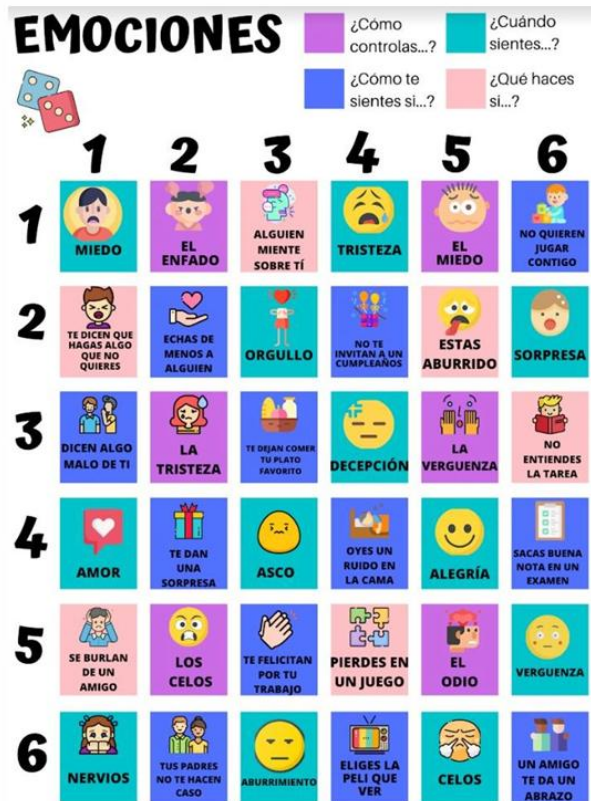 EMOCIONES
¿Cómo
controlas...?
¿Cuándo
sientes...?
¿Cómo te
sientes si...?
¿Qué haces
si...?
1 2 3 4 5 6
1
MIEDO
EL
ENFADO
ALGUIEN
MIENTE
SOBRE TÍ
TRISTEZA
EL
MIEDO
NO QUIEREN
JUGAR
CONTIGO
2
TE DICEN QUE
HAGAS ALGO
QUE NO
QUIERES
ECHAS DE
MENOS A
ALGUIEN
ORGULLO
NO TE
INVITAN A UN
CUMPLEAÑOS
ESTAS
ABURRIDO
SORPRESA
3
DICEN ALGO
MALO DE TI
LA
TRISTEZA
TE DEJAN COMER
TU PLATO
FAVORITO
DECEPCIÓN
LA
VERGUENZA
NO
ENTIENDES
LA TAREA
4
AMOR
TE DAN
UNA
SORPRESA
ASCO
OYES UN
RUIDO EN
LA CAMA
ALEGRÍA
SACAS BUENA
NOTA EN UN
EXAMEN
5
SE BURLAN
DE UN
AMIGO
LOS
CELOS
TE FELICITAN
POR TU
TRABAJO
PIERDES EN
UN JUEGO
EL
ODIO
VERGUENZA
6
NERVIOS
TUS PADRES
NO TE HACEN
CASO
ABURRIMIENTO
ELIGES LA
PELI QUE
VER
CELOS
UN AMIGO
TE DA UN
ABRAZO